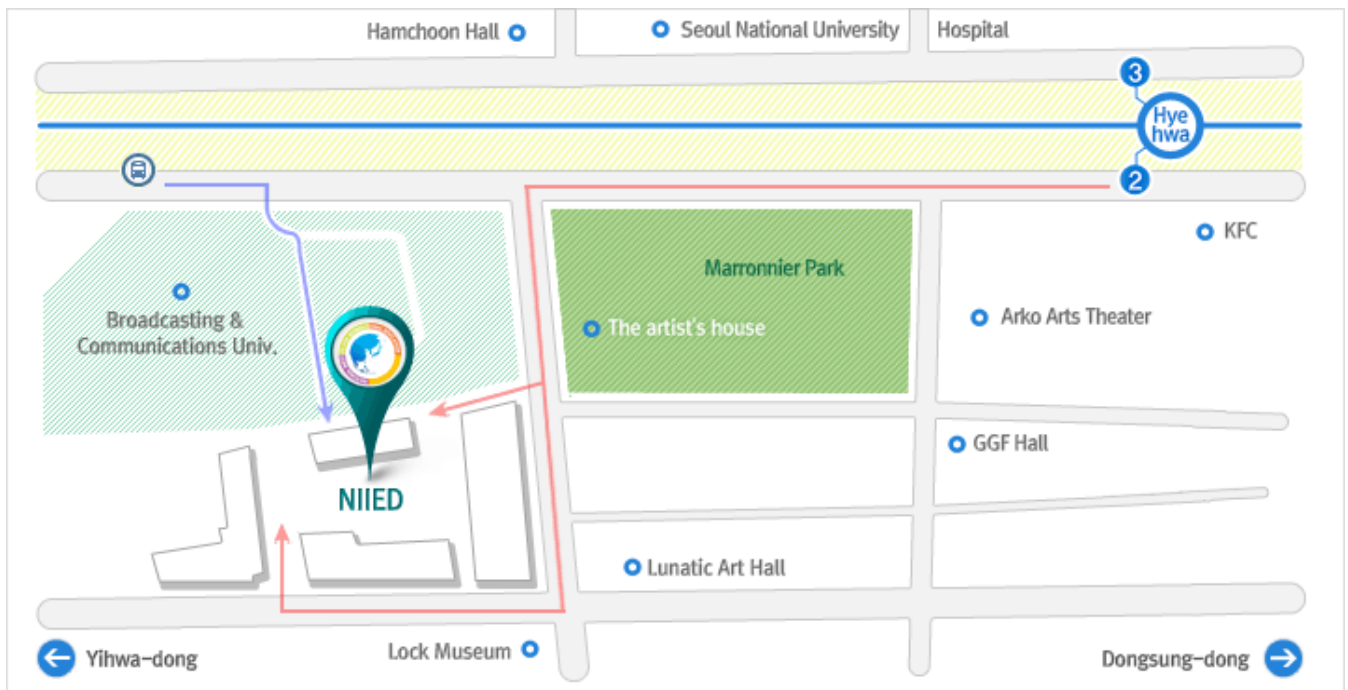 Hamchoon Hall
Seoul National University
Hospital
3
Hye
hwa
2
KFC
Marronnier Park
Broadcasting &
Communications Univ.
The artist's house
Arko Arts Theater
GGF Hall
NIIED
Lunatic Art Hall
Lock Museum
Yihwa-dong
Dongsung-dong